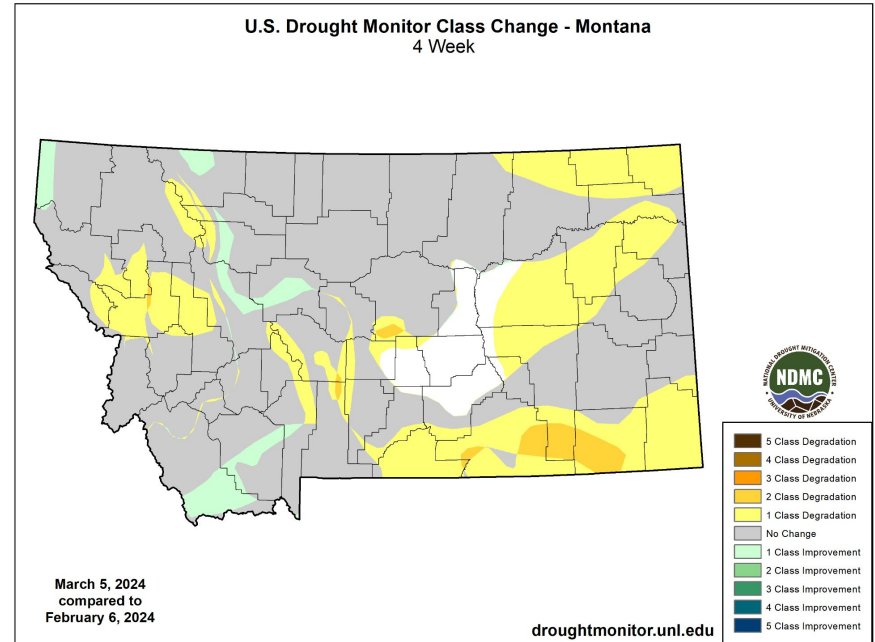 U.S. Drought Monitor Class Change - Montana
4 Week
NATIONAL DROUGHT MITIGATION CENTER
NDMC
UNIVERSITY OF NEBRASKA
5 Class Degradation
4 Class Degradation
3 Class Degradation
2 Class Degradation
1 Class Degradation
No Change
1 Class Improvement
2 Class Improvement
3 Class Improvement
4 Class Improvement
5 Class Improvement
March 5, 2024
compared to
February 6, 2024
droughtmonitor.unl.edu